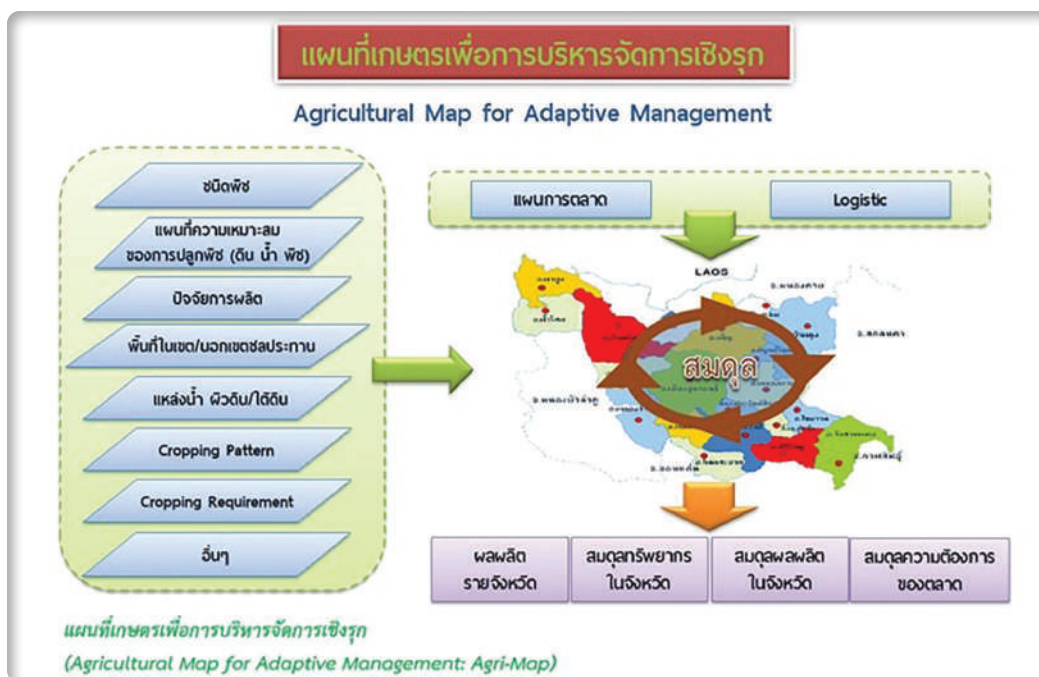 แผนที่เกษตรเพื่อการบริหารจัดการเชิงรุก
Agricultural Map for Adaptive Management
ชนิดพืช
แผนที่ความเหมาะสม
ของการปลูกพืช (ดิน น้ำ พืช)
ปัจจัยการผลิต
พื้นที่ในเขต/นอกเขตชลประทาน
แหล่งน้ำ ผิวดิน/ใต้ดิน
Cropping Pattern
Cropping Requirement
อื่นๆ
แผนการตลาด
Logistic
LAOS
สมดุล
ผลผลิต
รายจังหวัด
สมดุลทรัพยากร
ในจังหวัด
สมดุลผลผลิต
ในจังหวัด
สมดุลความต้องการ
ของตลาด
แผนที่เกษตรเพื่อการบริหารจัดการเชิงรุก
(Agricultural Map for Adaptive Management: Agri-Map)